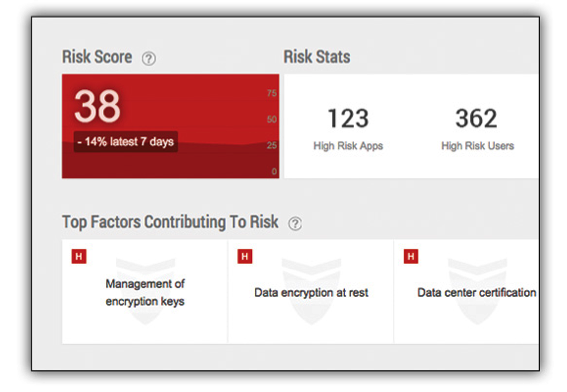 Risk Score ?
Risk Stats
38
- 14% latest 7 days
75
50
25
0
123
High Risk Apps
362
High Risk Users
Top Factors Contributing To Risk ?
H
Management of
encryption keys
H
Data encryption at rest
H
Data center certification